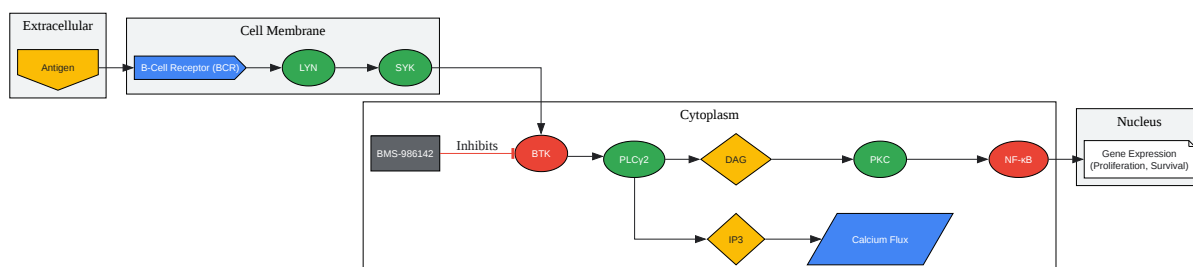 Extracellular
Antigen
Cell Membrane
B-Cell Receptor (BCR)
LYN
SYK
Cytoplasm
BMS-986142
Inhibits
BTK
PLCγ2
DAG
PKC
NF-κB
IP3
Calcium Flux
Nucleus
Gene Expression
(Proliferation, Survival)